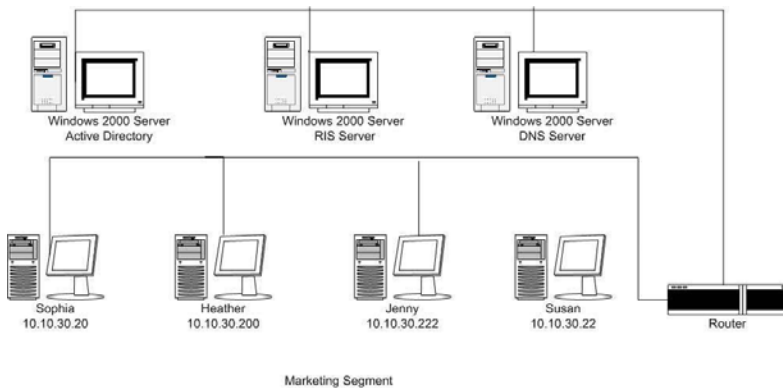 Windows 2000 Server
Active Directory
Windows 2000 Server
RIS Server
Windows 2000 Server
DNS Server
Sophia
10.10.30.20
Heather
10.10.30.200
Jenny
10.10.30.222
Susan
10.10.30.22
Router
Marketing Segment